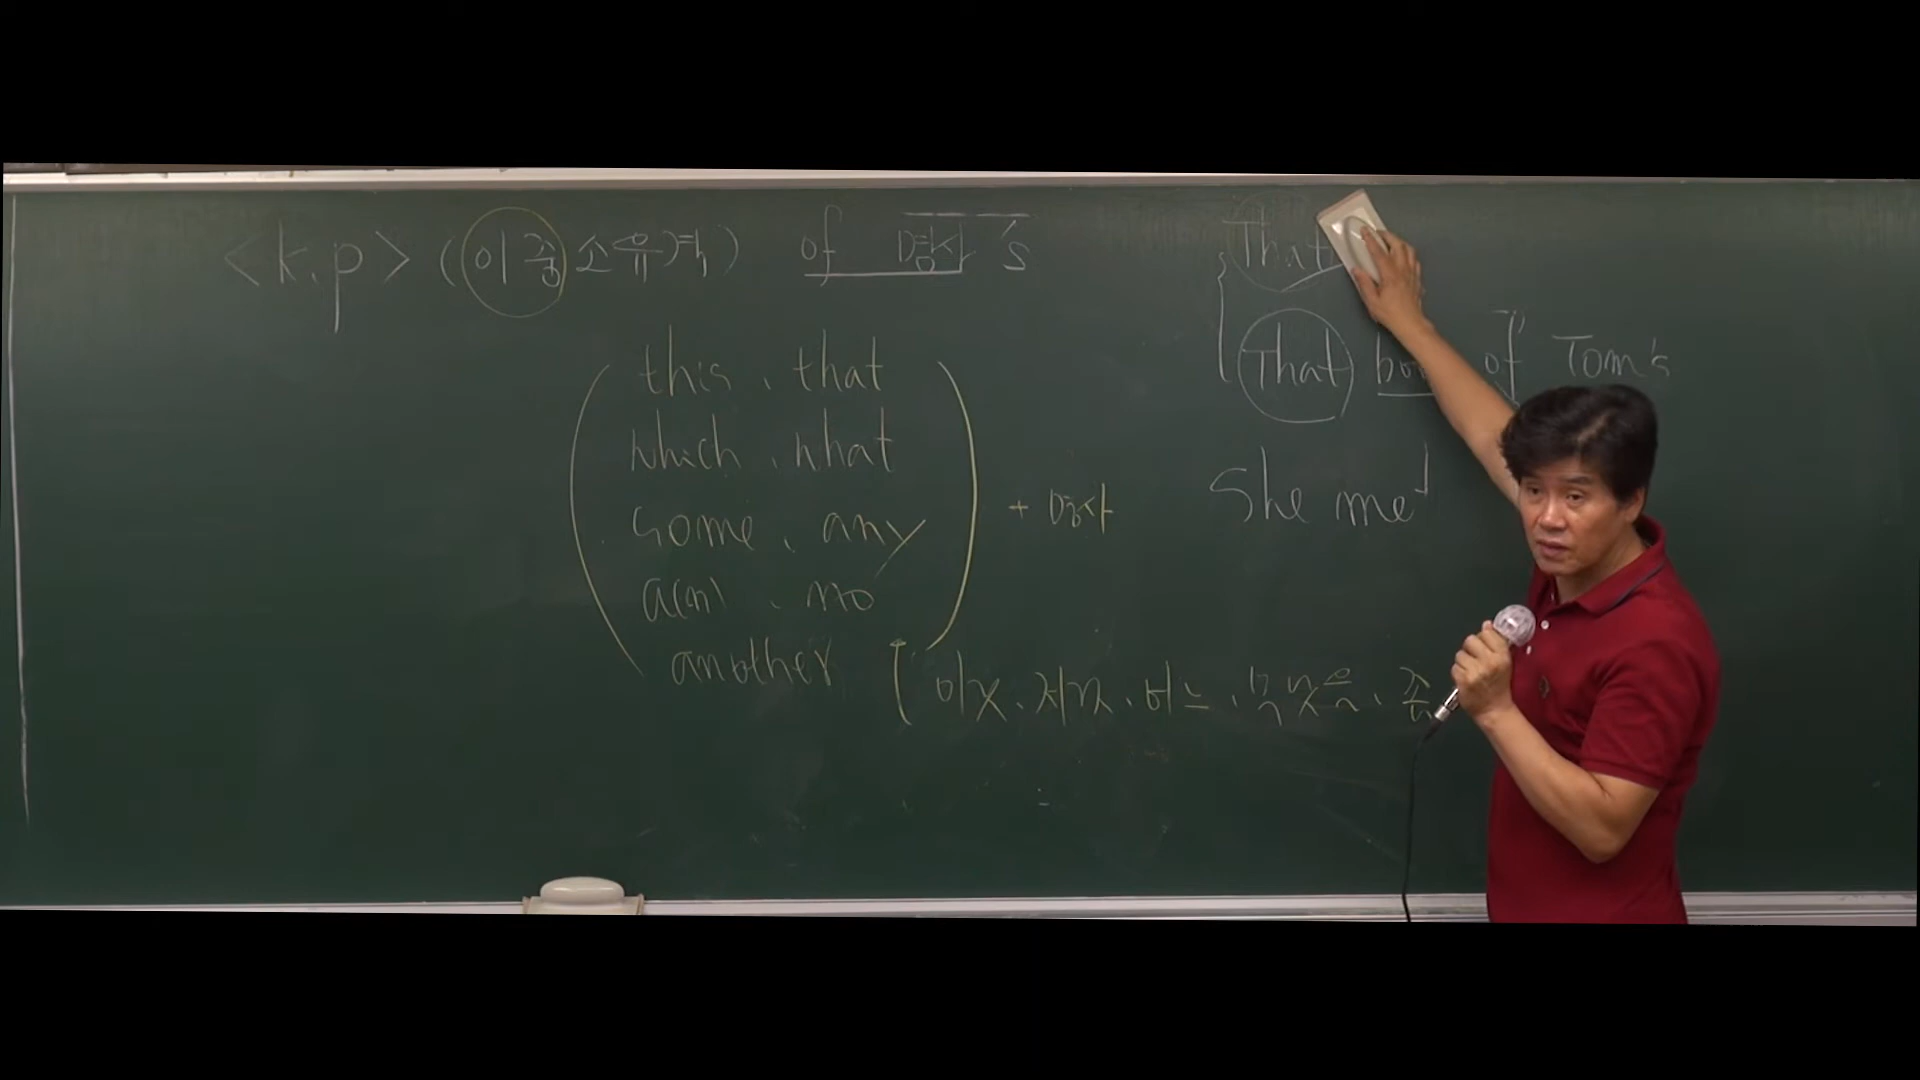 <k.p> (이중소유격) of 명사's
this, that
which, what
some, any
a(n), no
another
+ 명사
That
That book of Tom's
She me